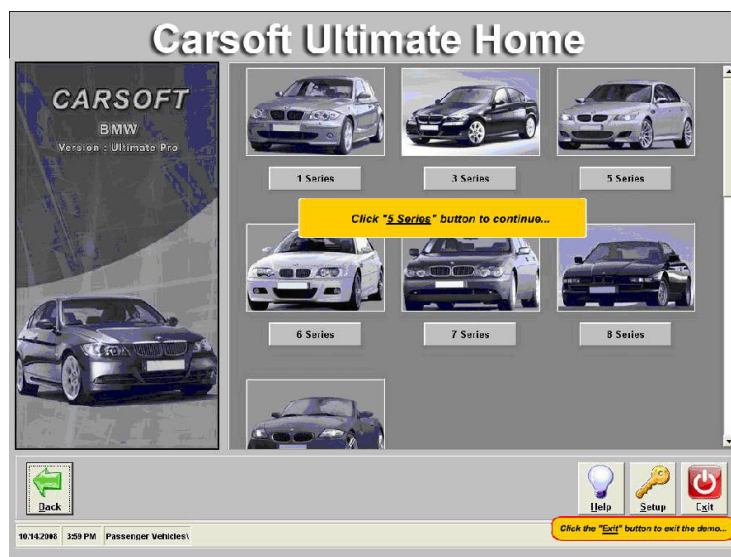 Carsoft Ultimate Home
CARSOFT
BMW
Version : Ultimate Pro
1 Series
3 Series
5 Series
Click "5 Series" button to continue...
6 Series
7 Series
8 Series
Back
Help
Setup
Exit
10.14.2008 3:59 PM Passenger Vehicles\
Click the "Exit" button to exit the demo...